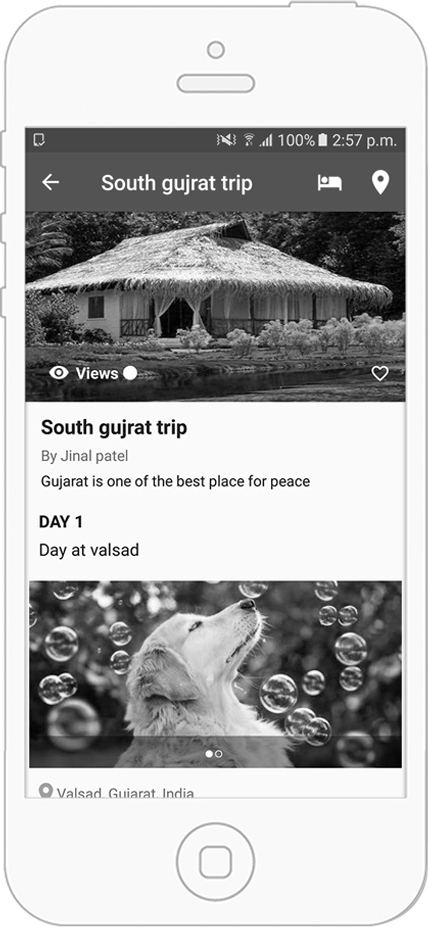 100% 2:57 p.m.
South gujrat trip
Views
South gujrat trip
By Jinal patel
Gujarat is one of the best place for peace
DAY 1
Day at valsad
Valsad, Gujarat, India